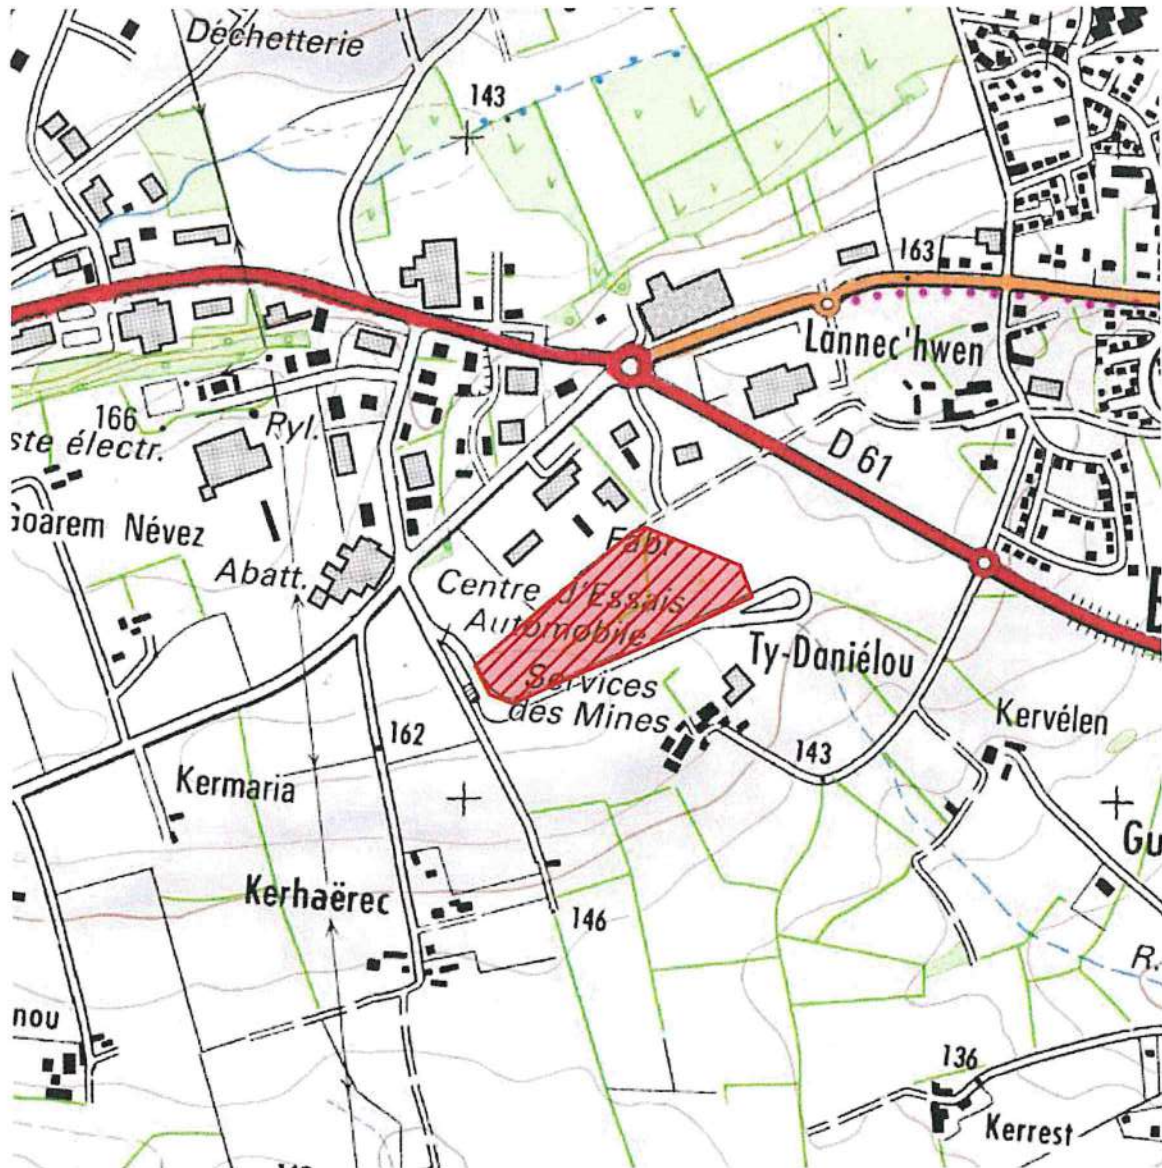 Déchetterie
143
163
Lannec'hwen
166
Pyl.
ste électr.
D 61
Goarem Névez
Abatt.
Fabr
Centre d'Essais
Automobile
Ty-Daniélou
Services
des Mines
Kervélen
162
143
Kermaria
Gu
Kerhaërec
146
R.
nou
136
Kerrest